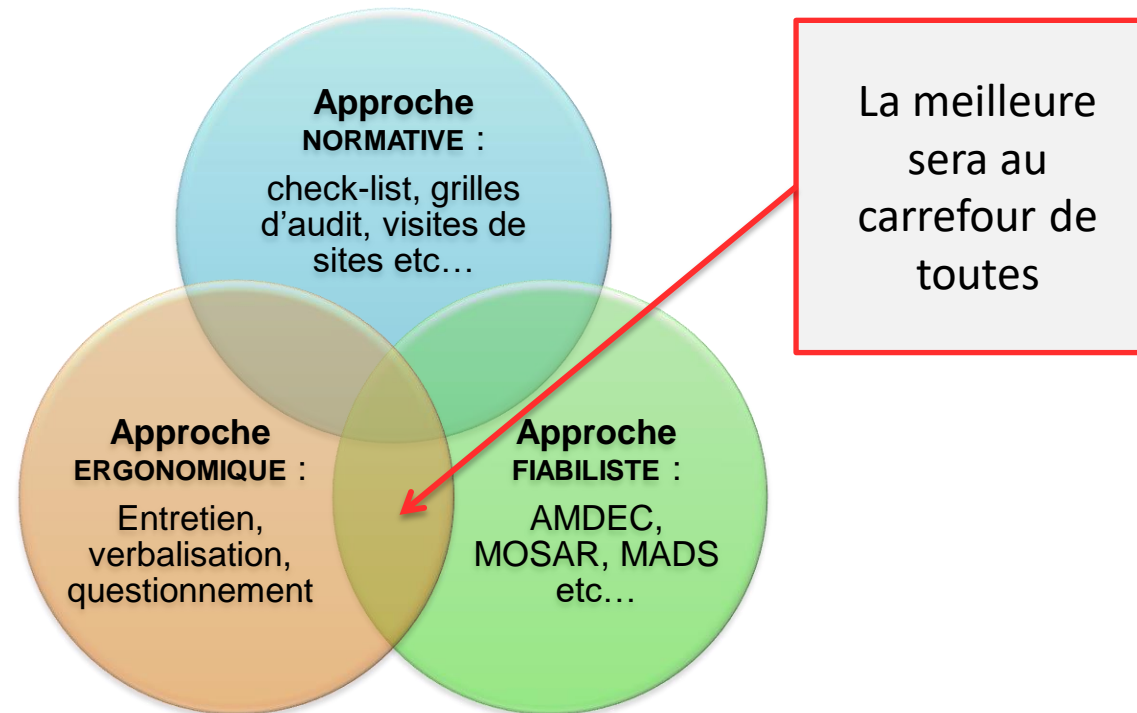 Approche
NORMATIVE :
check-list, grilles
d’audit, visites de
sites etc…
La meilleure
sera au
carrefour de
toutes
Approche
ERGONOMIQUE :
Entretien,
verbalisation,
questionnement
Approche
FIABILISTE :
AMDEC,
MOSAR, MADS
etc…